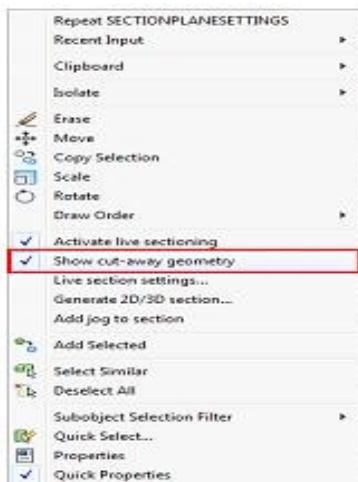 Repeat SECTIONPLANESETTINGS
Recent Input
Clipboard
Isolate
Erase
Move
Copy Selection
Scale
Rotate
Draw Order
Activate live sectioning
Show cut-away geometry
Live section settings...
Generate 2D/3D section...
Add jog to section
Add Selected
Select Similar
Deselect All
Subobject Selection Filter
Quick Select...
Properties
Quick Properties